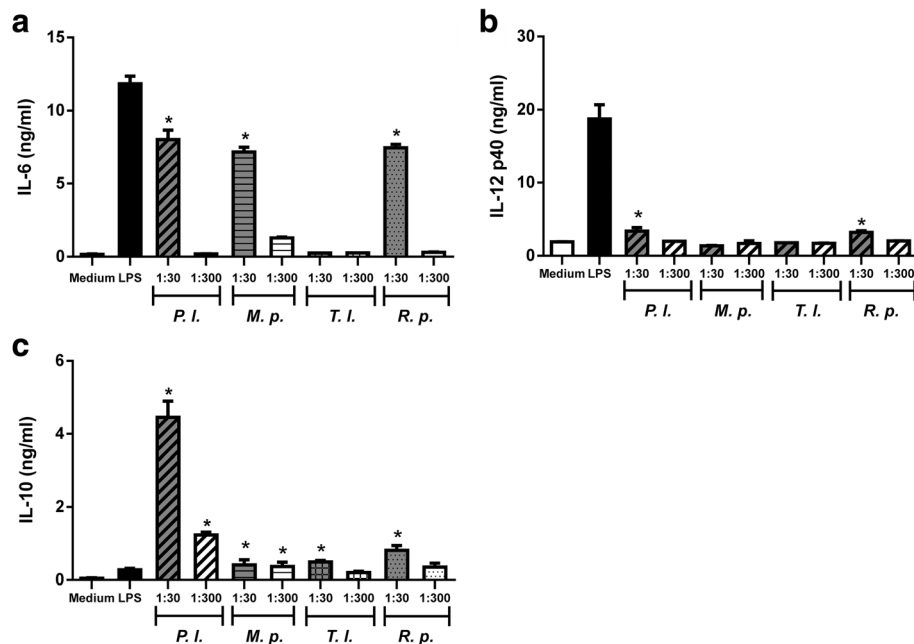 a
IL-6 (ng/ml)
15
10
5
0
*
*
*
Medium LPS 1:30 1:300 1:30 1:300 1:30 1:300 1:30 1:300
P. l. M. p. T. l. R. p.
b
IL-12 p40 (ng/ml)
30
20
10
0
*
*
Medium LPS 1:30 1:300 1:30 1:300 1:30 1:300 1:30 1:300
P. l. M. p. T. l. R. p.
c
IL-10 (ng/ml)
6
4
2
0
*
*
*
*
*
*
Medium LPS 1:30 1:300 1:30 1:300 1:30 1:300 1:30 1:300
P. l. M. p. T. l. R. p.